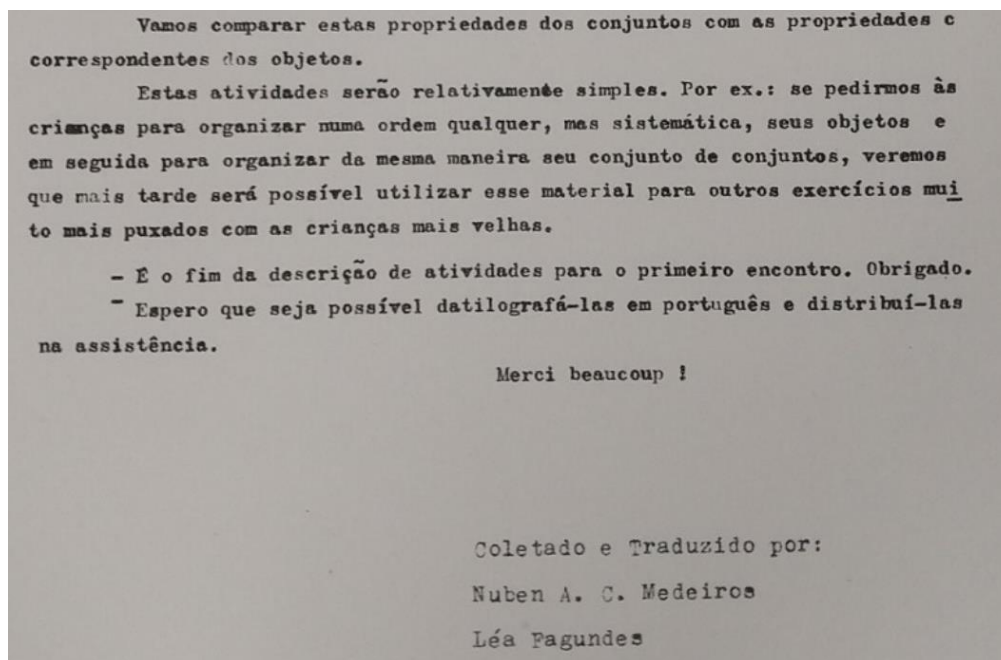 Vamos comparar estas propriedades dos conjuntos com as propriedades c
correspondentes dos objetos.
Estas atividades serão relativamente simples. Por ex.: se pedirmos às
crianças para organizar numa ordem qualquer, mas sistemática, seus objetos e
em seguida para organizar da mesma maneira seu conjunto de conjuntos, veremos
que mais tarde será possível utilizar esse material para outros exercícios mui
to mais puxados com as crianças mais velhas.
- É o fim da descrição de atividades para o primeiro encontro. Obrigado.
- Espero que seja possível datilografá-las em português e distribuí-las
na assistência.
Merci beaucoup !
Coletado e Traduzido por:
Nuben A. C. Medeiros
Léa Fagundes